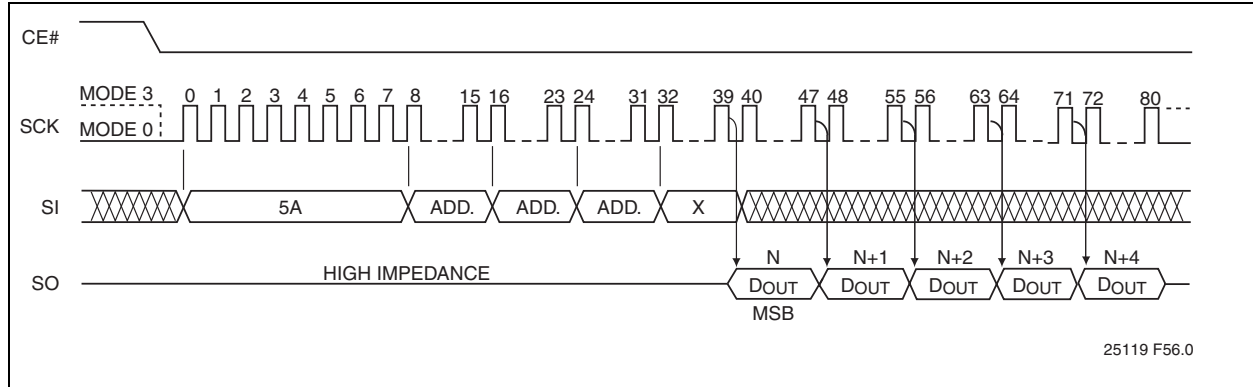 CE#
MODE 3
0 1 2 3 4 5 6 7 8 15 16 23 24 31 32 39 40 47 48 55 56 63 64 71 72 80
SCK
MODE 0
SI
5A ADD. ADD. ADD. X
N N+1 N+2 N+3 N+4
HIGH IMPEDANCE
SO
DOUT DOUT DOUT DOUT DOUT
MSB
25119 F56.0